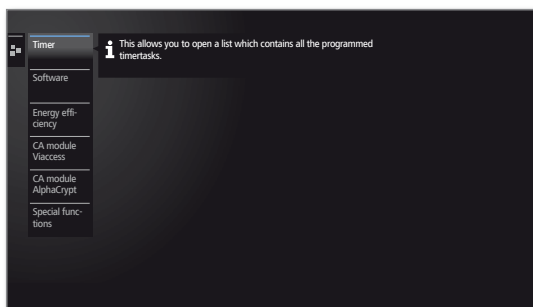 Timer
This allows you to open a list which contains all the programmed
timertasks.
Software
Energy effi-
ciency
CA module
Viaccess
CA module
AlphaCrypt
Special func-
tions